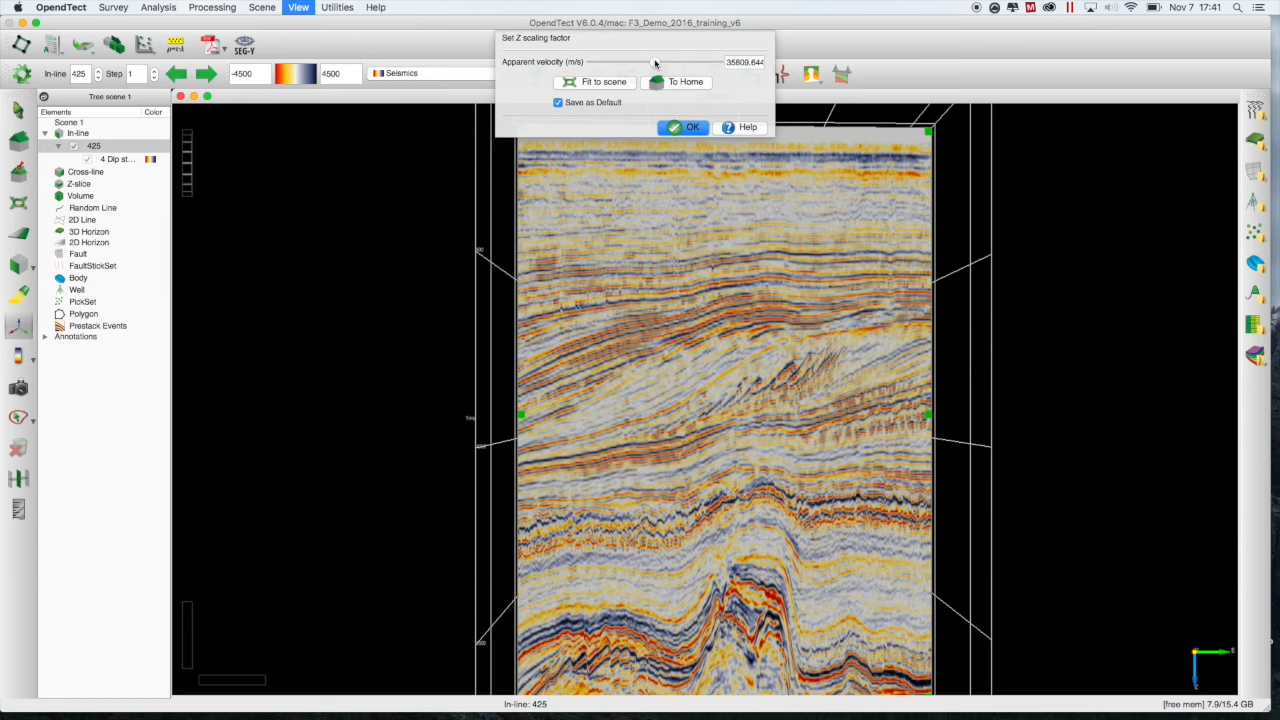 OpendTect Survey Analysis Processing Scene View Utilities Help
Nov 7 17:41
OpendTect V6.0.4/mac: F3_Demo_2016_training_v6
SEG-Y
In-line 425 Step 1 -4500 4500 Seismics
Set Z scaling factor
Apparent velocity (m/s) 35809.644
Fit to scene To Home
Save as Default
OK Help
Tree scene 1
Elements Color
Scene 1
In-line
425
4 Dip st...
Cross-line
Z-slice
Volume
Random Line
2D Line
3D Horizon
2D Horizon
Fault
FaultStickSet
Body
Well
PickSet
Polygon
Prestack Events
Annotations
Time
In-line: 425
[free mem] 7.9/15.4 GB